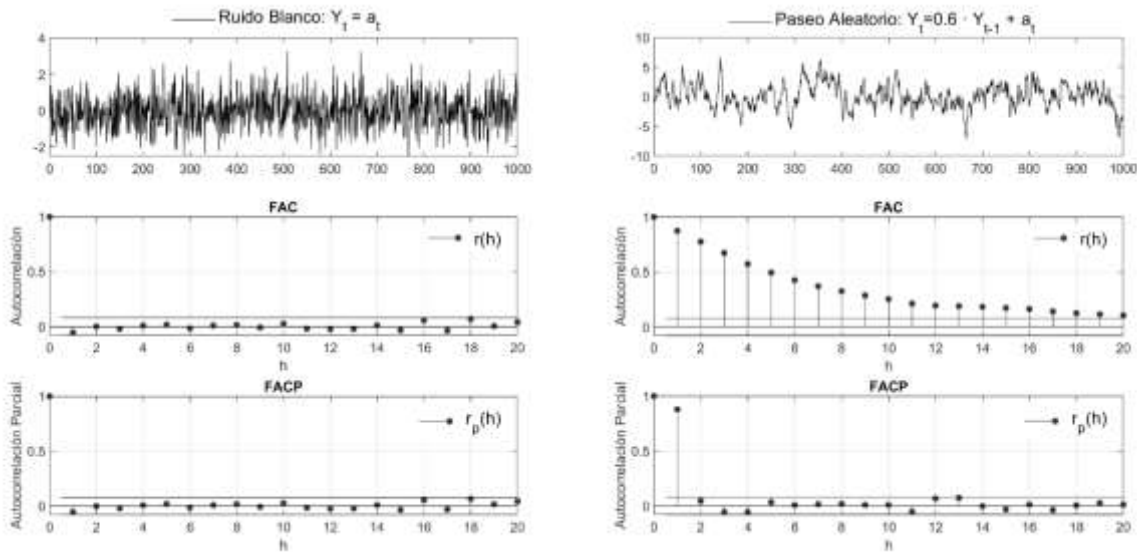 Ruido Blanco: Y_t = a_t
4
2
0
-2
0 100 200 300 400 500 600 700 800 900 1000
FAC
1
0.5
0
Autocorrelación
r(h)
0 2 4 6 8 10 12 14 16 18 20
h
FACP
1
0.5
0
Autocorrelación Parcial
r_p(h)
0 2 4 6 8 10 12 14 16 18 20
h
Paseo Aleatorio: Y_t=0.6 · Y_t-1 + a_t
10
5
0
-5
-10
0 100 200 300 400 500 600 700 800 900 1000
FAC
1
0.5
0
Autocorrelación
r(h)
0 2 4 6 8 10 12 14 16 18 20
h
FACP
1
0.5
0
Autocorrelación Parcial
r_p(h)
0 2 4 6 8 10 12 14 16 18 20
h